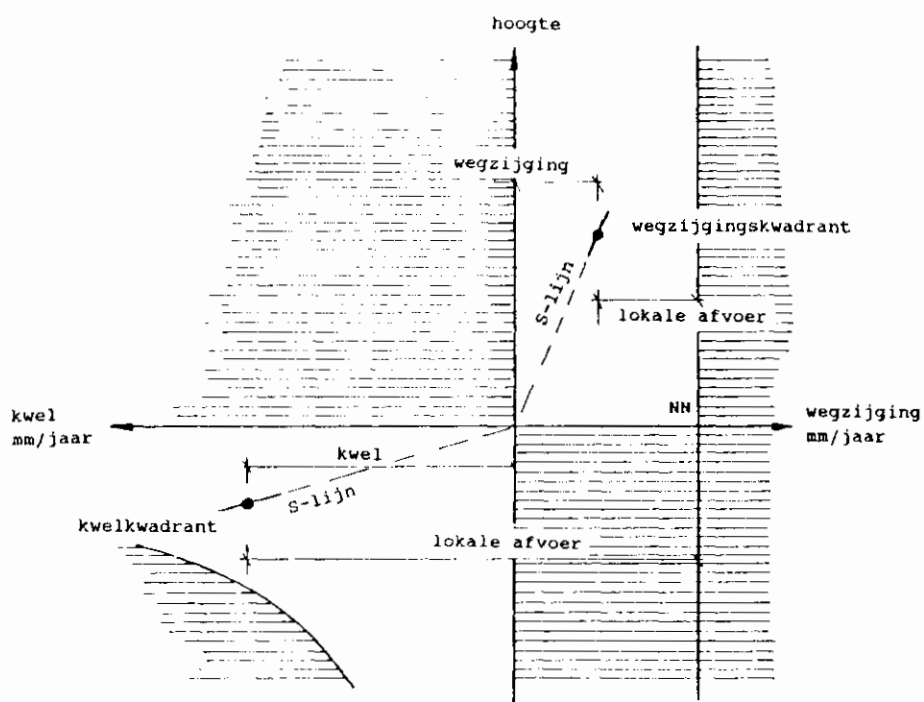 hoogte
wegzijging
wegzijgingskwadrant
S-lijn
lokale afvoer
NN
kwel
mm/jaar
wegzijging
mm/jaar
kwel
S-lijn
kwelkwadrant
lokale afvoer